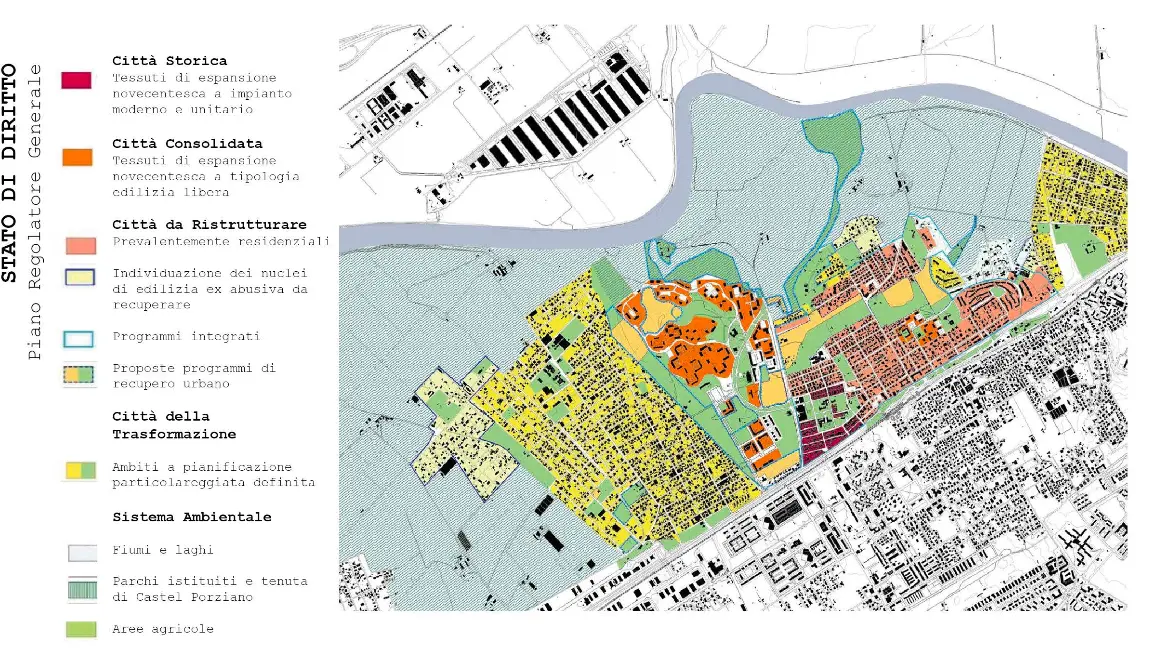 STATO DI DIRITTO
Piano Regolatore Generale
Città Storica
Tessuti di espansione
novecentesca a impianto
moderno e unitario
Città Consolidata
Tessuti di espansione
novecentesca a tipologia
edilizia libera
Città da Ristrutturare
Prevalentemente residenziali
Individuazione dei nuclei
di edilizia ex abusiva da
recuperare
Programmi integrati
Proposte programmi di
recupero urbano
Città della
Trasformazione
Ambiti a pianificazione
particolareggiata definita
Sistema Ambientale
Fiumi e laghi
Parchi istituiti e tenuta
di Castel Porziano
Aree agricole